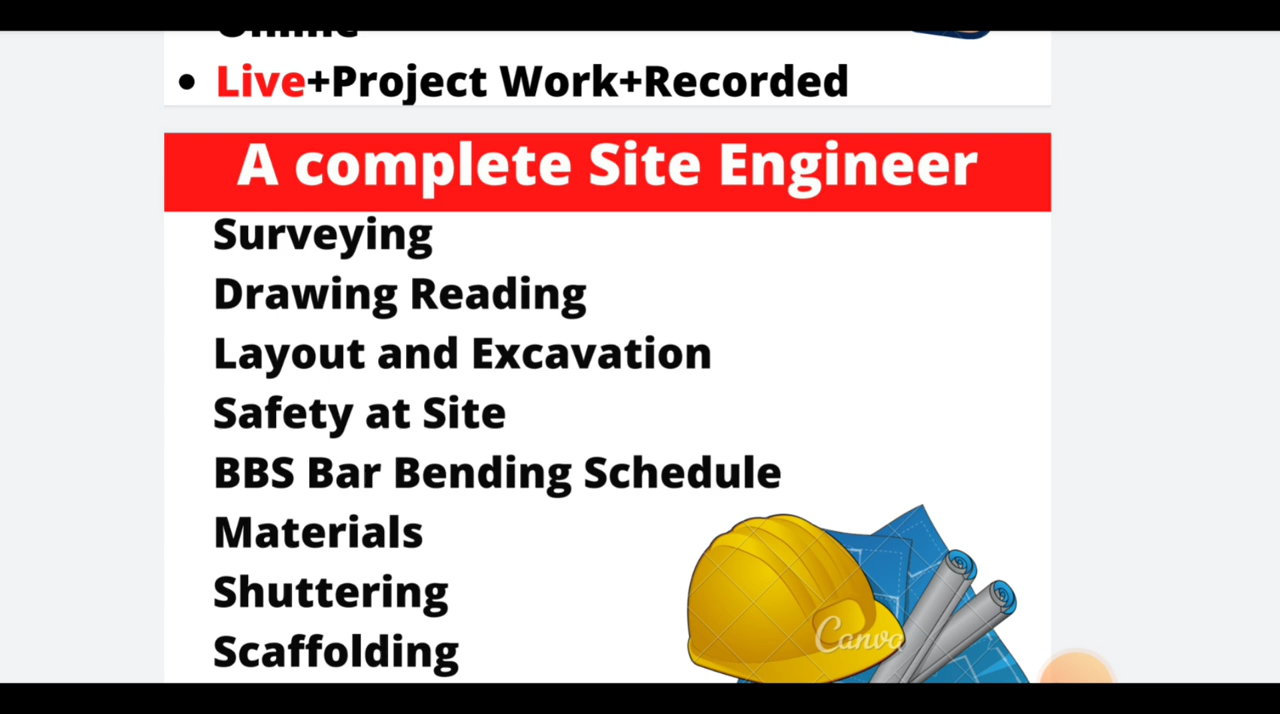 Online
Live+Project Work+Recorded
A complete Site Engineer
Surveying
Drawing Reading
Layout and Excavation
Safety at Site
BBS Bar Bending Schedule
Materials
Shuttering
Scaffolding
Canva